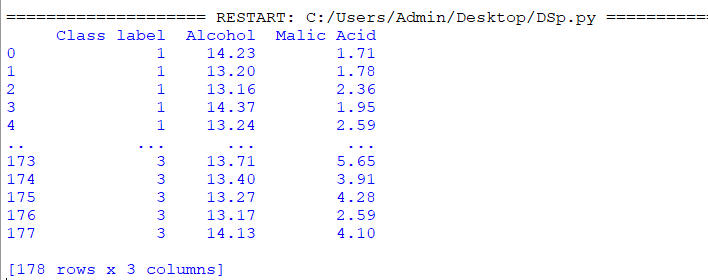 ==================== RESTART: C:/Users/Admin/Desktop/DSp.py ===========
Class label Alcohol Malic Acid
0 1 14.23 1.71
1 1 13.20 1.78
2 1 13.16 2.36
3 1 14.37 1.95
4 1 13.24 2.59
.. ... ... ...
173 3 13.71 5.65
174 3 13.40 3.91
175 3 13.27 4.28
176 3 13.17 2.59
177 3 14.13 4.10
[178 rows x 3 columns]